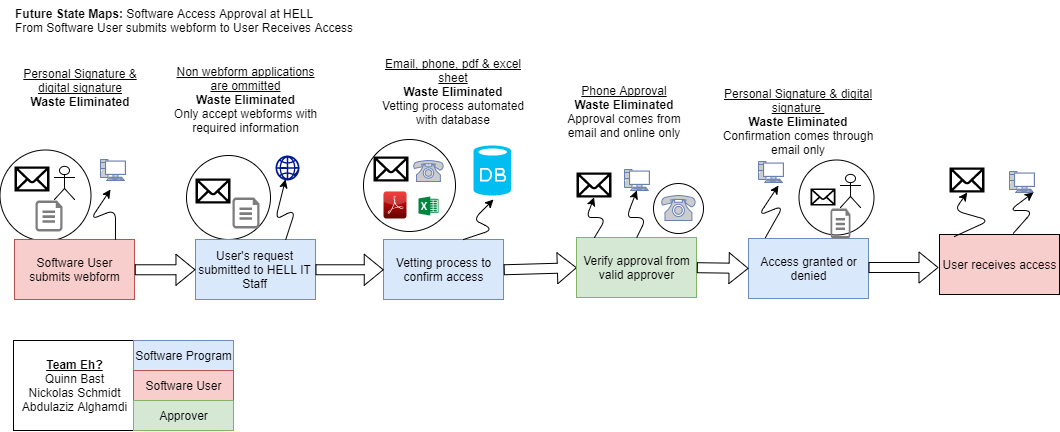 Future State Maps: Software Access Approval at HELL
From Software User submits webform to User Receives Access
Personal Signature &
digital signature
Waste Eliminated
Non webform applications
are ommitted
Waste Eliminated
Only accept webforms with
required information
Email, phone, pdf & excel
sheet
Waste Eliminated
Vetting process automated
with database
Phone Approval
Waste Eliminated
Approval comes from
email and online only
Personal Signature & digital
signature
Waste Eliminated
Confirmation comes through
email only
DB
Software User
submits webform
User's request
submitted to HELL IT
Staff
Vetting process to
confirm access
Verify approval from
valid approver
Access granted or
denied
User receives access
Team Eh?
Quinn Bast
Nickolas Schmidt
Abdulaziz Alghamdi
Software Program
Software User
Approver